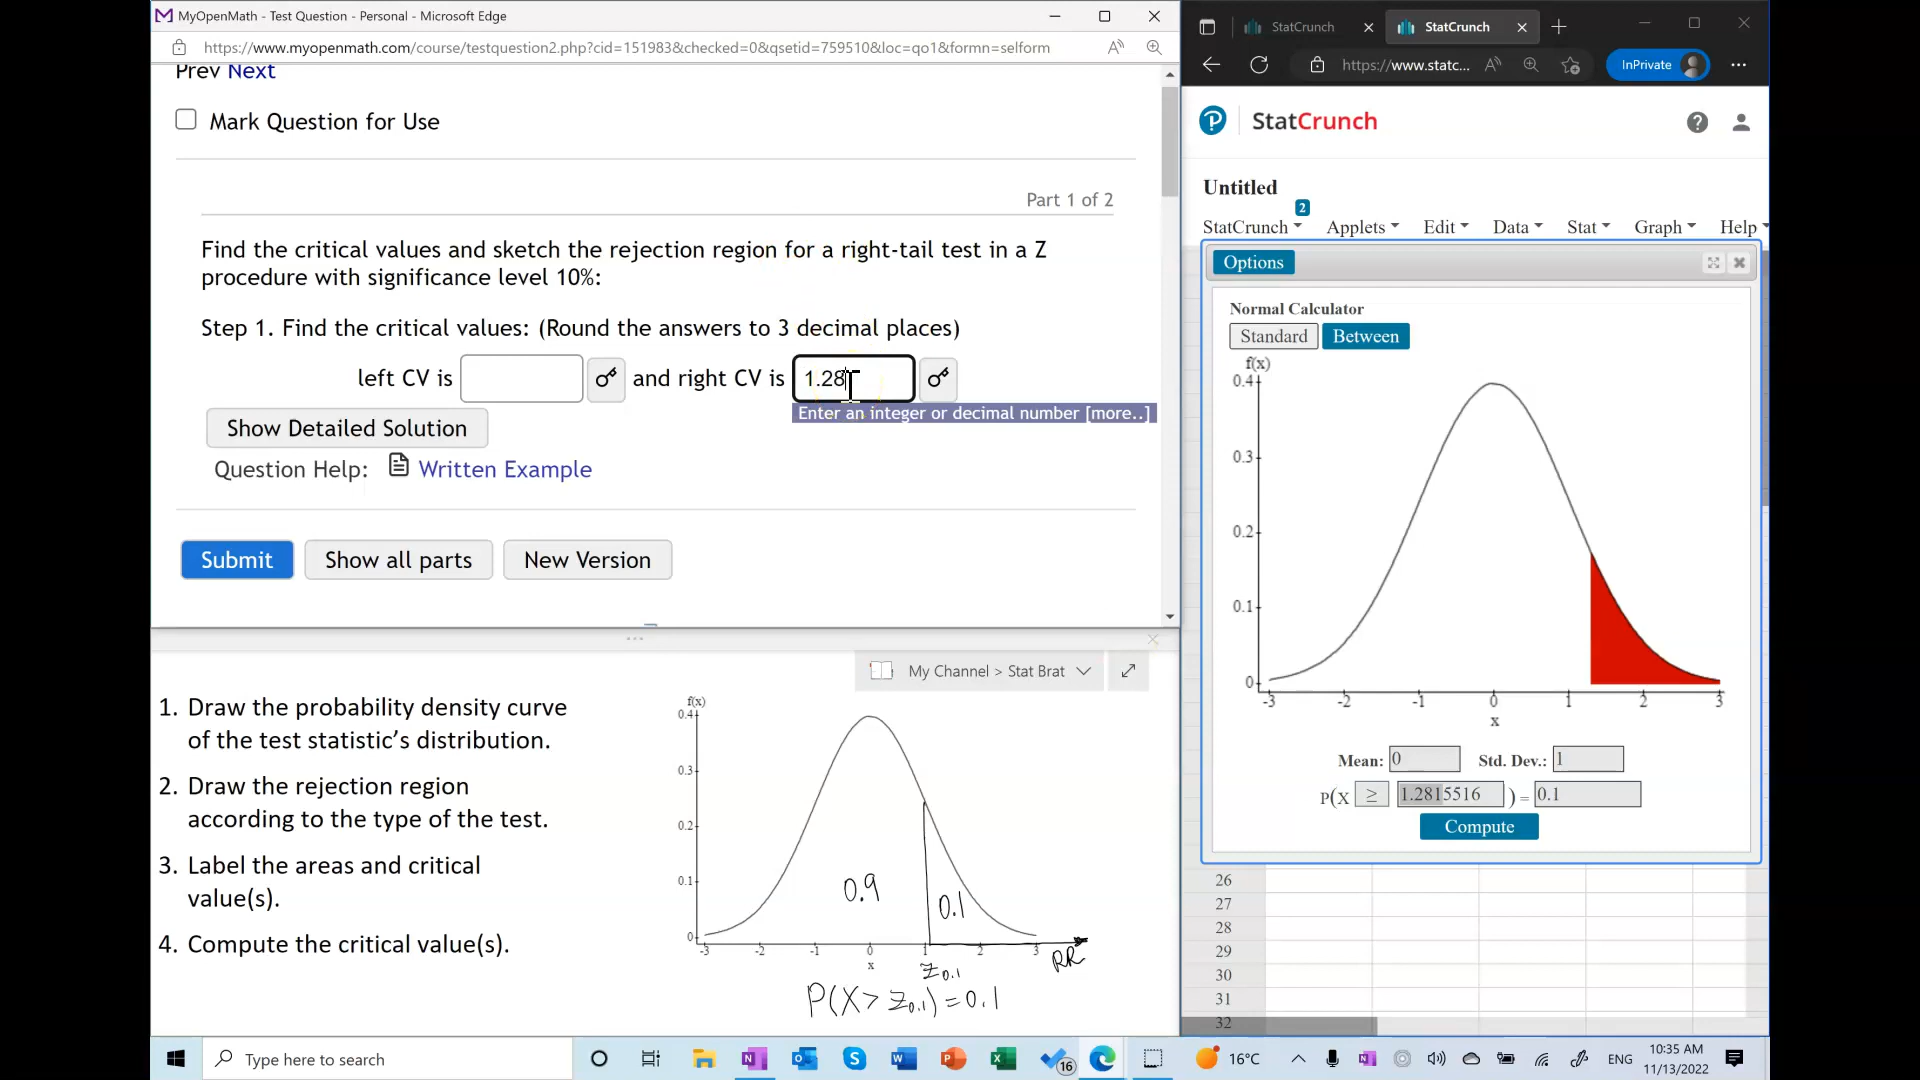 MyOpenMath - Test Question - Personal - Microsoft Edge
https://www.myopenmath.com/course/testquestion2.php?cid=151983&checked=0&qsetid=759510&loc=qo1&formn=selform
Prev Next
Mark Question for Use
Part 1 of 2
Find the critical values and sketch the rejection region for a right-tail test in a Z
procedure with significance level 10%:
Step 1. Find the critical values: (Round the answers to 3 decimal places)
left CV is and right CV is 1.28
Enter an integer or decimal number [more..]
Show Detailed Solution
Question Help: Written Example
Submit Show all parts New Version
My Channel > Stat Brat
1. Draw the probability density curve
of the test statistic’s distribution.
2. Draw the rejection region
according to the type of the test.
3. Label the areas and critical
value(s).
4. Compute the critical value(s).
f(x)
0.4
0.3
0.2
0.1
0
-3 -2 -1 0 1 2 3
x
0.9
0.1
z0.1
RR
P(X > z0.1) = 0.1
StatCrunch StatCrunch
https://www.statc...
InPrivate
StatCrunch
Untitled
2
StatCrunch Applets Edit Data Stat Graph Help
Options
Normal Calculator
Standard Between
f(x)
0.4
0.3
0.2
0.1
0
-3 -2 -1 0 1 2 3
x
Mean: 0 Std. Dev.: 1
P(X ≥ 1.2815516 ) = 0.1
Compute
26
27
28
29
30
31
32
Type here to search
16
16°C
ENG
10:35 AM
11/13/2022